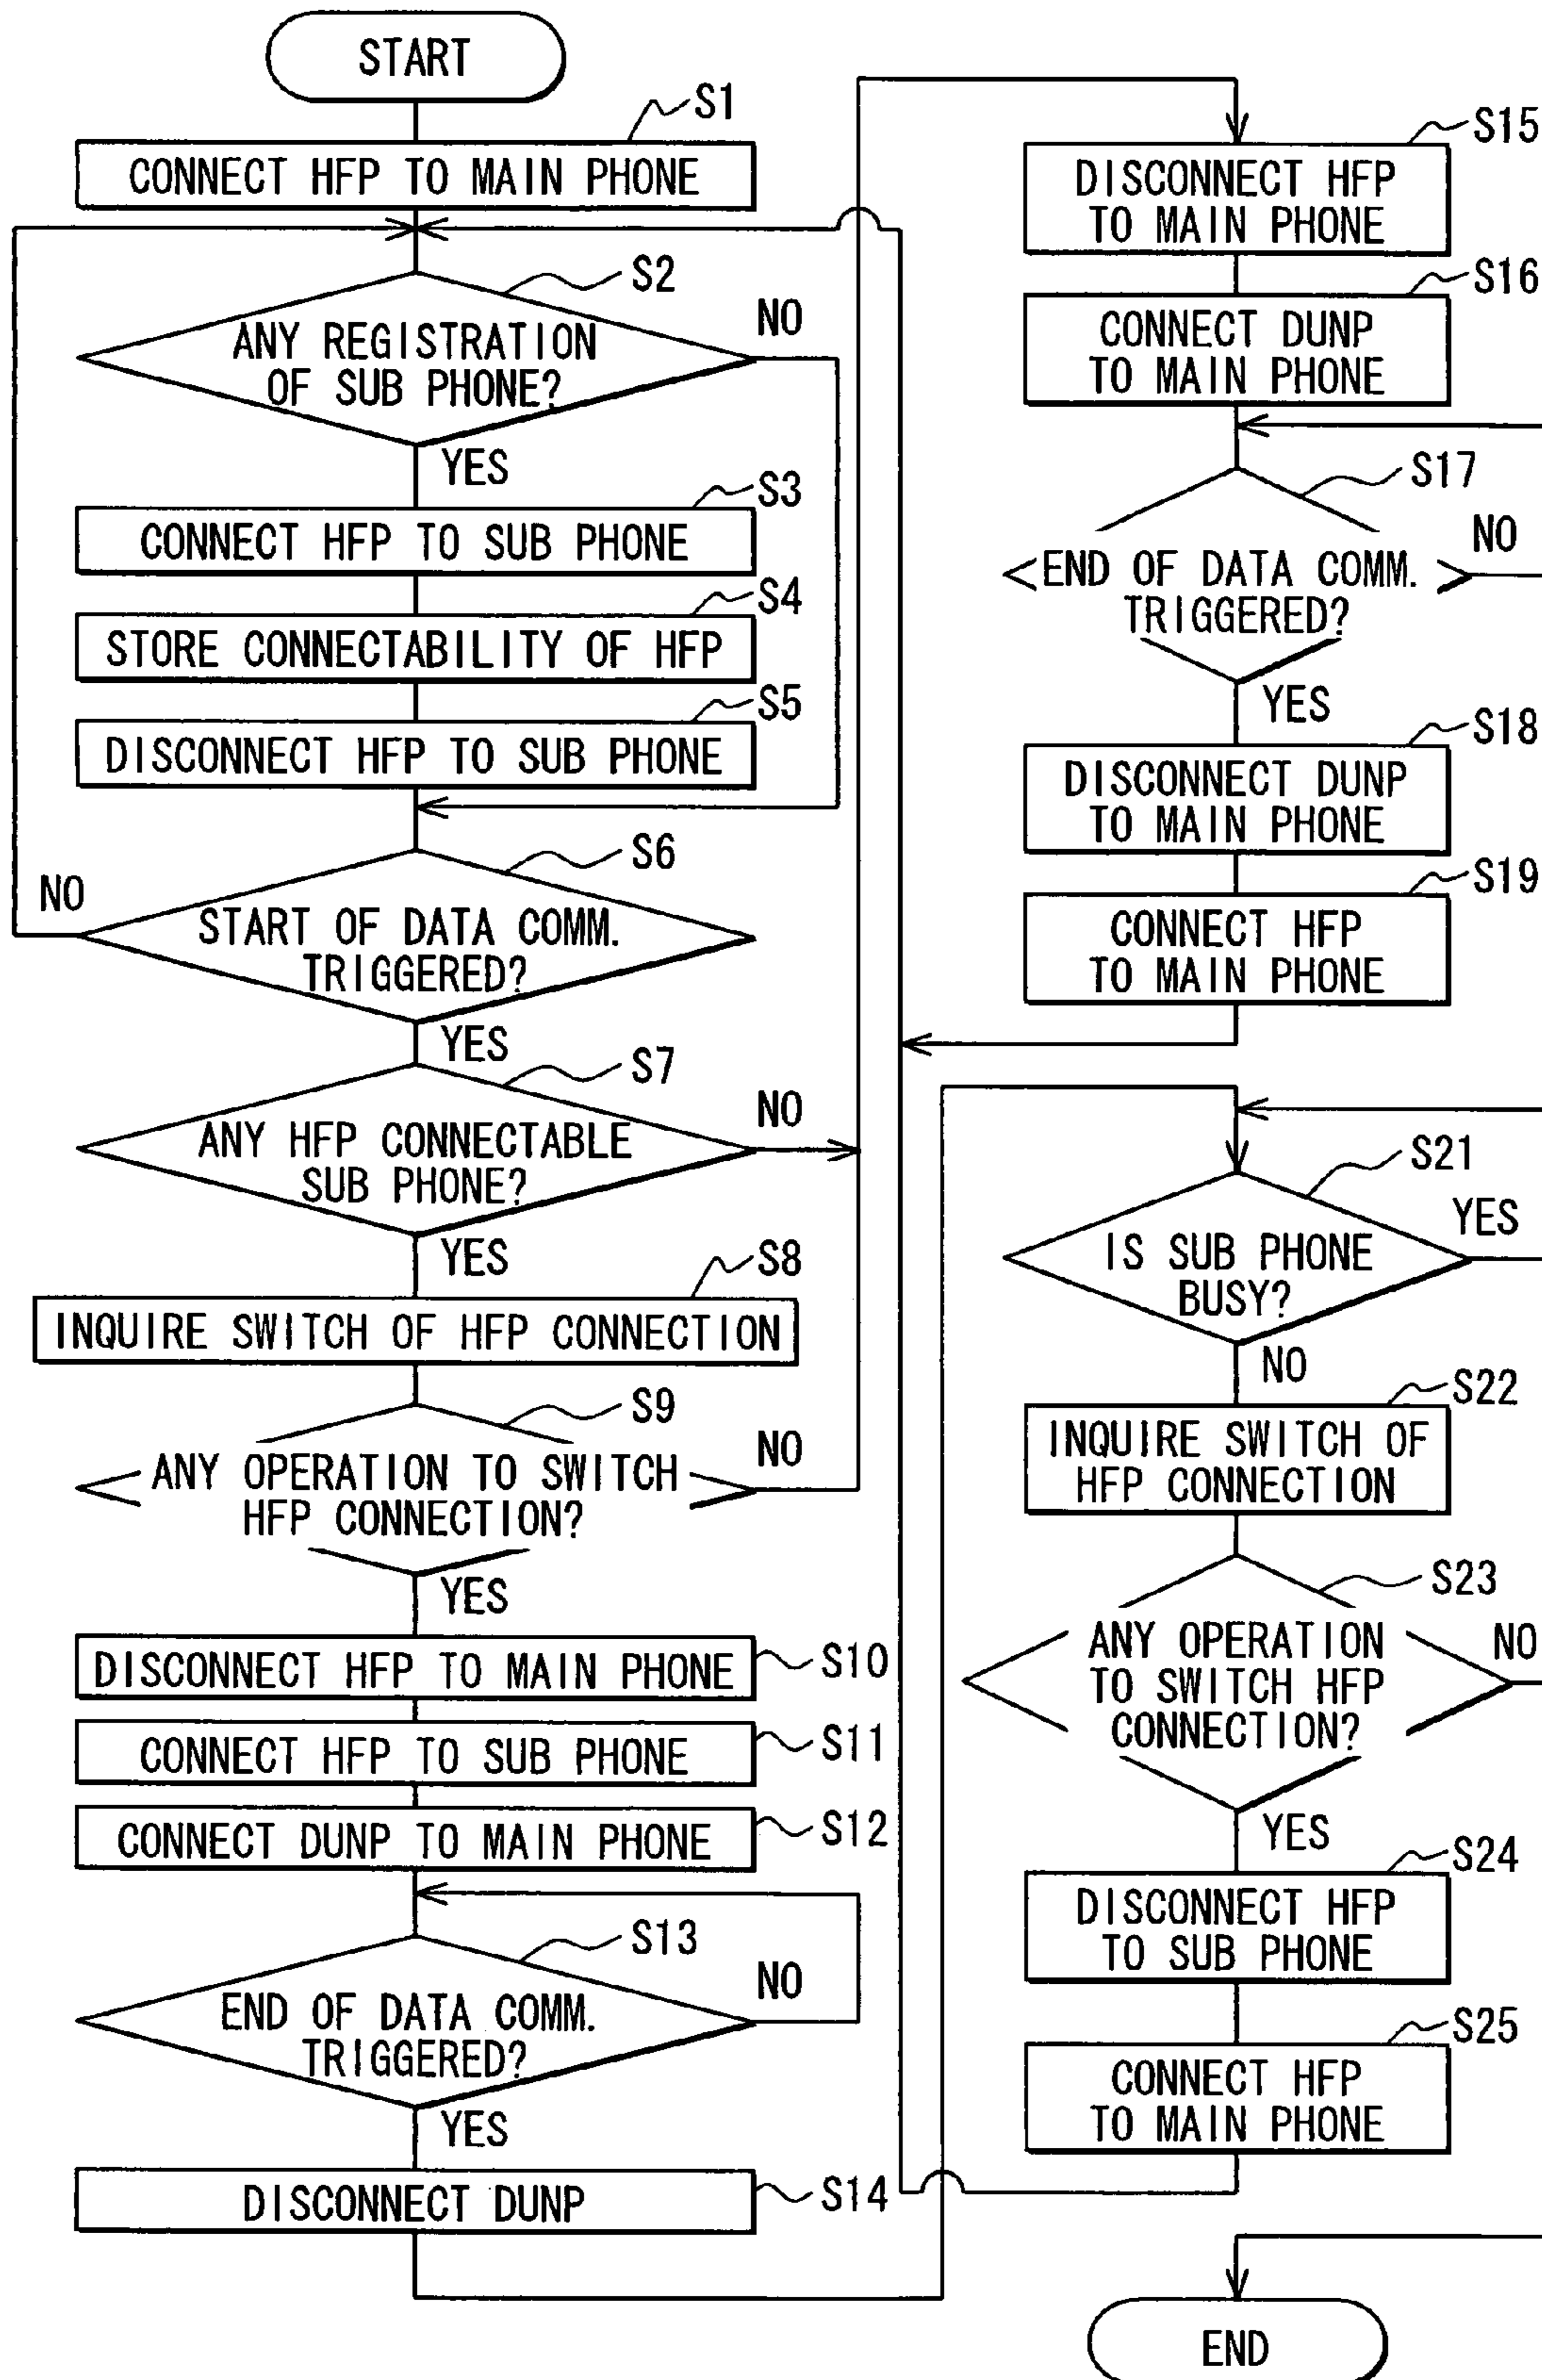 START
S1
CONNECT HFP TO MAIN PHONE
S2
ANY REGISTRATION
OF SUB PHONE?
NO
YES
S3
CONNECT HFP TO SUB PHONE
S4
STORE CONNECTABILITY OF HFP
S5
DISCONNECT HFP TO SUB PHONE
S6
NO
START OF DATA COMM.
TRIGGERED?
YES
S7
NO
ANY HFP CONNECTABLE
SUB PHONE?
YES
S8
INQUIRE SWITCH OF HFP CONNECTION
S9
NO
ANY OPERATION TO SWITCH
HFP CONNECTION?
YES
DISCONNECT HFP TO MAIN PHONE
S10
CONNECT HFP TO SUB PHONE
S11
CONNECT DUNP TO MAIN PHONE
S12
S13
NO
END OF DATA COMM.
TRIGGERED?
YES
DISCONNECT DUNP
S14
S15
DISCONNECT HFP
TO MAIN PHONE
S16
CONNECT DUNP
TO MAIN PHONE
S17
NO
END OF DATA COMM.
TRIGGERED?
YES
S18
DISCONNECT DUNP
TO MAIN PHONE
S19
CONNECT HFP
TO MAIN PHONE
S21
YES
IS SUB PHONE
BUSY?
NO
S22
INQUIRE SWITCH OF
HFP CONNECTION
S23
NO
ANY OPERATION
TO SWITCH HFP
CONNECTION?
YES
S24
DISCONNECT HFP
TO SUB PHONE
S25
CONNECT HFP
TO MAIN PHONE
END